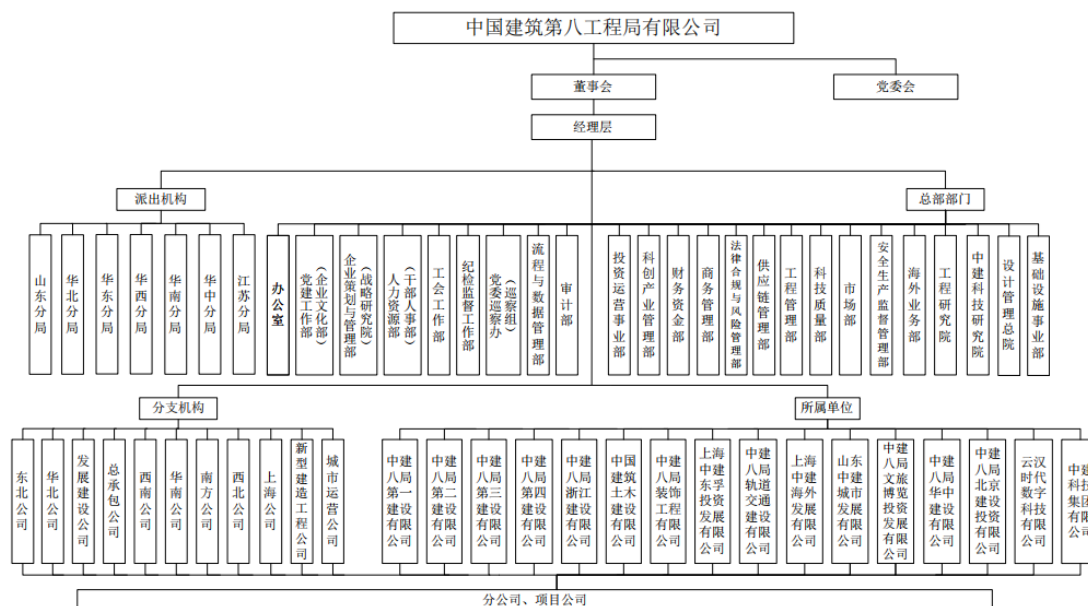 中国建筑第八工程局有限公司
董事会
党委会
经理层
派出机构
总部部门
山东分局
华北分局
华东分局
华西分局
华南分局
华中分局
江苏分局
办公室
党建工作部
（企业文化部）
企业策划与管理部
（战略研究院）
人力资源部
（干部人事部）
工会工作部
纪检监督工作部
党委巡察办
（巡察组）
流程与数据管理部
审计部
投资运营事业部
科创产业管理部
财务资金部
商务管理部
法律合规与风险管理部
供应链管理部
工程管理部
科技质量部
市场部
安全生产监督管理部
海外业务部
工程研究院
中建科技研究院
设计管理总院
基础设施事业部
分支机构
所属单位
东北公司
华北公司
发展建设公司
总承包公司
西南公司
华南公司
南方公司
西北公司
上海公司
新型建造工程公司
城市运营公司
中建八局第一建设有限公司
中建八局第二建设有限公司
中建八局第三建设有限公司
中建八局第四建设有限公司
中建八局浙江建设有限公司
中国建筑土木建设有限公司
中建八局装饰工程有限公司
上海中建东孚投资发展有限公司
中建八局轨道交通建设有限公司
上海中建海外发展有限公司
山东中建城市发展有限公司
中建八局文旅博览投资发展有限公司
中建八局华中建设有限公司
中建八局北京建设投资有限公司
云汉时代数字科技有限公司
中建科技集团有限公司
分公司、项目公司